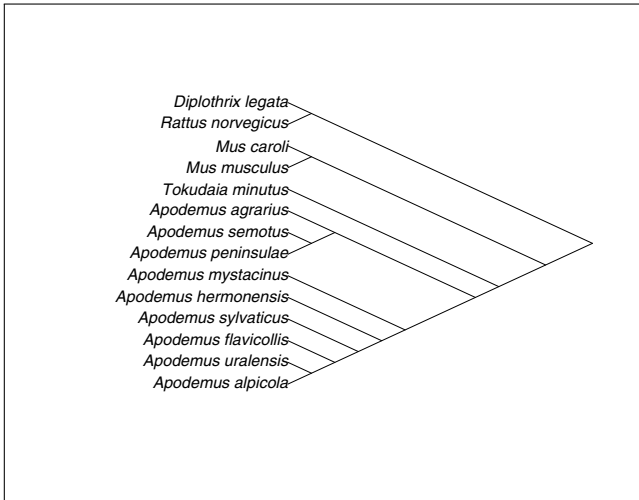 Diplothrix legata
Rattus norvegicus
Mus caroli
Mus musculus
Tokudaia minutus
Apodemus agrarius
Apodemus semotus
Apodemus peninsulae
Apodemus mystacinus
Apodemus hermonensis
Apodemus sylvaticus
Apodemus flavicollis
Apodemus uralensis
Apodemus alpicola